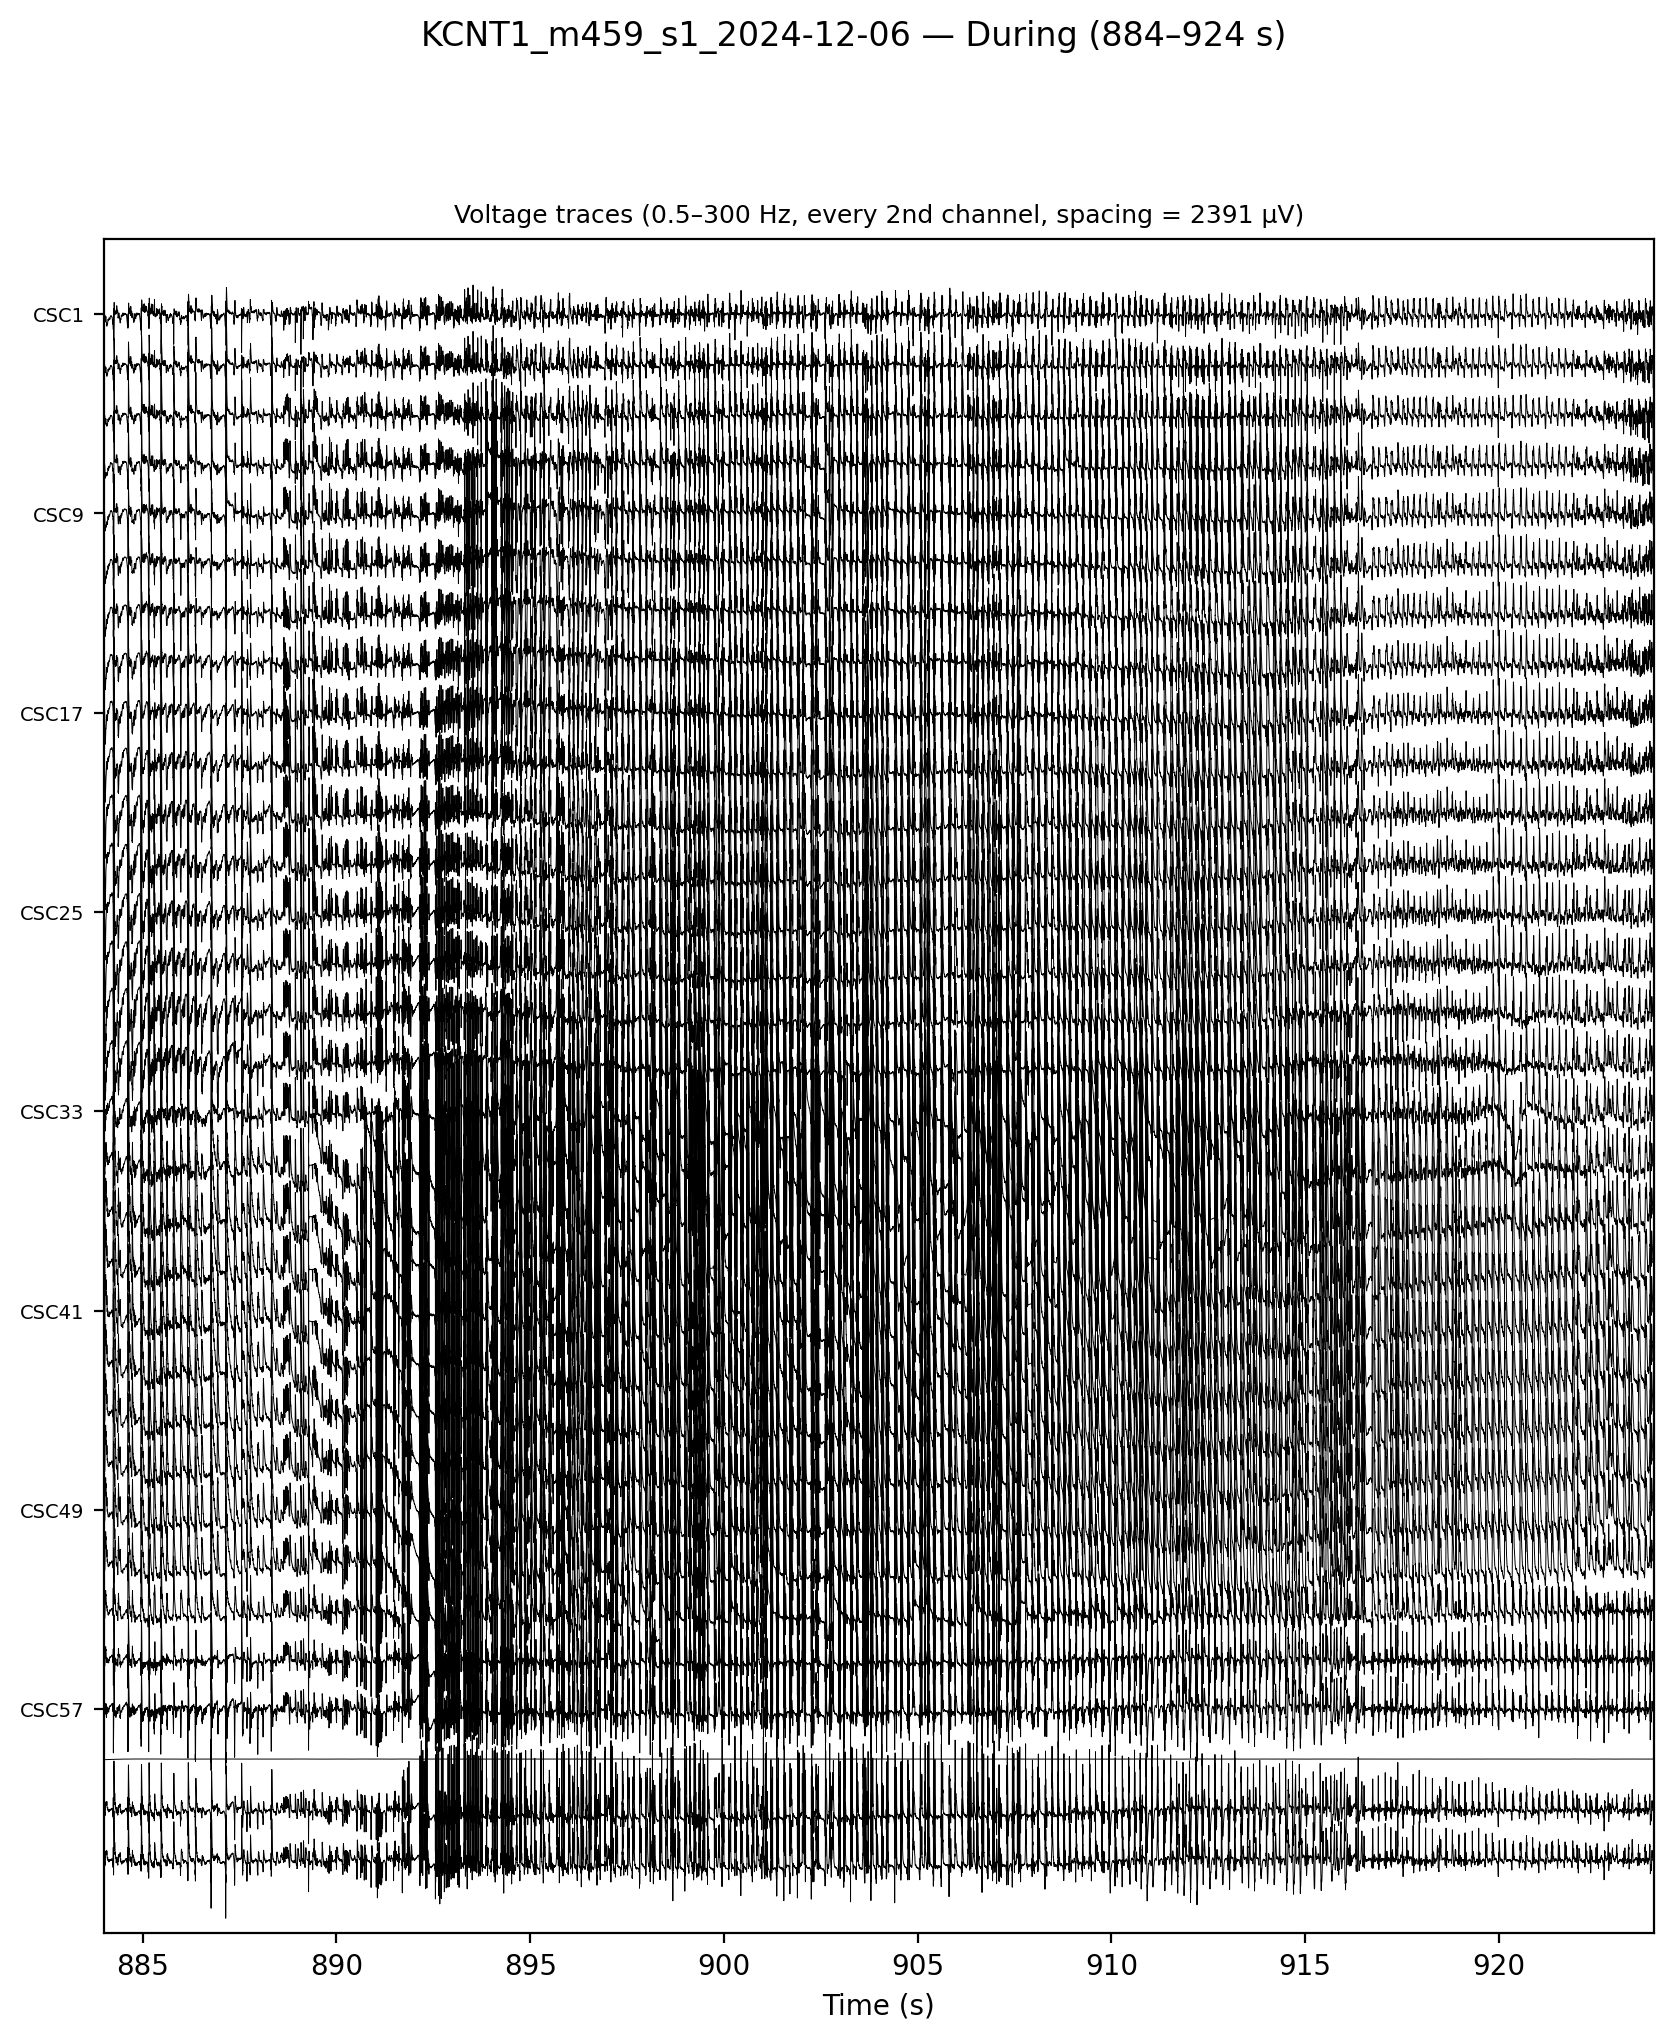 KCNT1_m459_s1_2024-12-06 — During (884–924 s)
Voltage traces (0.5–300 Hz, every 2nd channel, spacing = 2391 µV)
CSC1
CSC9
CSC17
CSC25
CSC33
CSC41
CSC49
CSC57
885 890 895 900 905 910 915 920
Time (s)